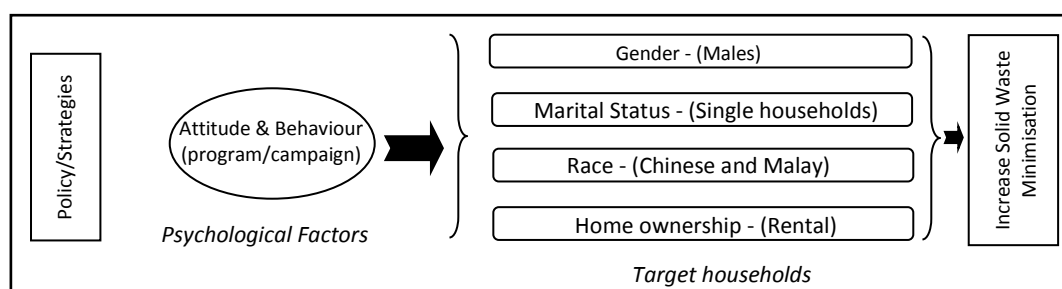 Policy/Strategies
Attitude & Behaviour
(program/campaign)
Psychological Factors
Gender - (Males)
Marital Status - (Single households)
Race - (Chinese and Malay)
Home ownership - (Rental)
Target households
Increase Solid Waste
Minimisation